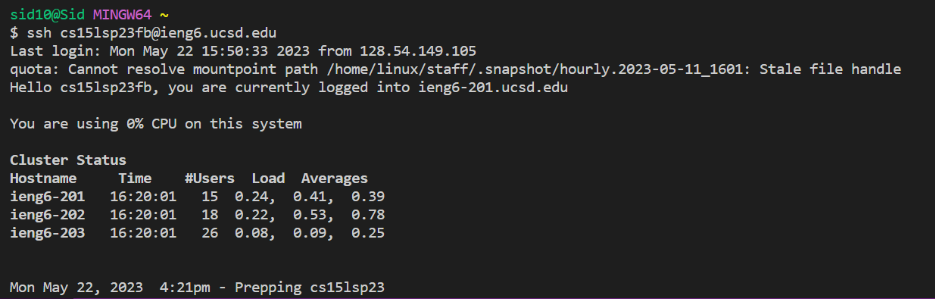 sid10@Sid MINGW64 ~
$ ssh cs15lsp23fb@ieng6.ucsd.edu
Last login: Mon May 22 15:50:33 2023 from 128.54.149.105
quota: Cannot resolve mountpoint path /home/linux/staff/.snapshot/hourly.2023-05-11_1601: Stale file handle
Hello cs15lsp23fb, you are currently logged into ieng6-201.ucsd.edu
You are using 0% CPU on this system
Cluster Status
Hostname     Time    #Users  Load  Averages
ieng6-201   16:20:01   15  0.24,  0.41,  0.39
ieng6-202   16:20:01   18  0.22,  0.53,  0.78
ieng6-203   16:20:01   26  0.08,  0.09,  0.25
Mon May 22, 2023  4:21pm - Prepping cs15lsp23